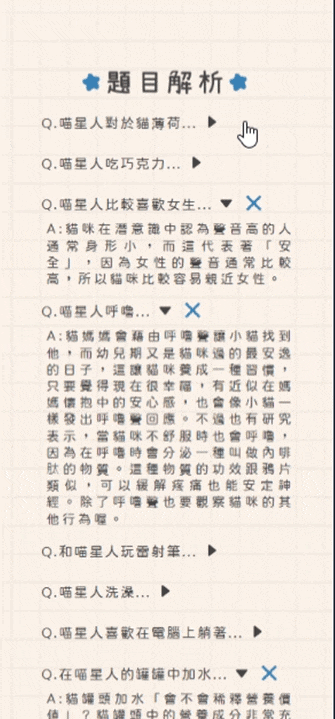 題目解析
Q.喵星人對於貓薄荷...
Q.喵星人吃巧克力...
Q.喵星人比較喜歡女生...
A:貓咪在潛意識中認為聲音高的人
通常身形小，而這代表著「安
全」，因為女性的聲音通常比較
高，所以貓咪比較容易親近女性。
Q.喵星人呼嚕...
A:貓媽媽會藉由呼嚕聲讓小貓找到
他，而幼兒期又是貓咪過的最安逸
的日子，這讓貓咪養成一種習慣，
只要覺得現在很幸福，有近似在媽
媽懷抱中的安心感，也會像小貓一
樣發出呼嚕聲回應。不過也有研究
表示，當貓咪不舒服時也會呼嚕，
因為在呼嚕時會分泌一種叫做內啡
肽的物質。這種物質的功效跟鴉片
類似，可以緩解疼痛也能安定神
經。除了呼嚕聲也要觀察貓咪的其
他行為喔。
Q.和喵星人玩雷射筆...
Q.喵星人洗澡...
Q.喵星人喜歡在電腦上躺著...
Q.在喵星人的罐罐中加水...
A:貓罐頭加水「會不會稀釋營養價
值」？貓罐頭中的營養成分非常充